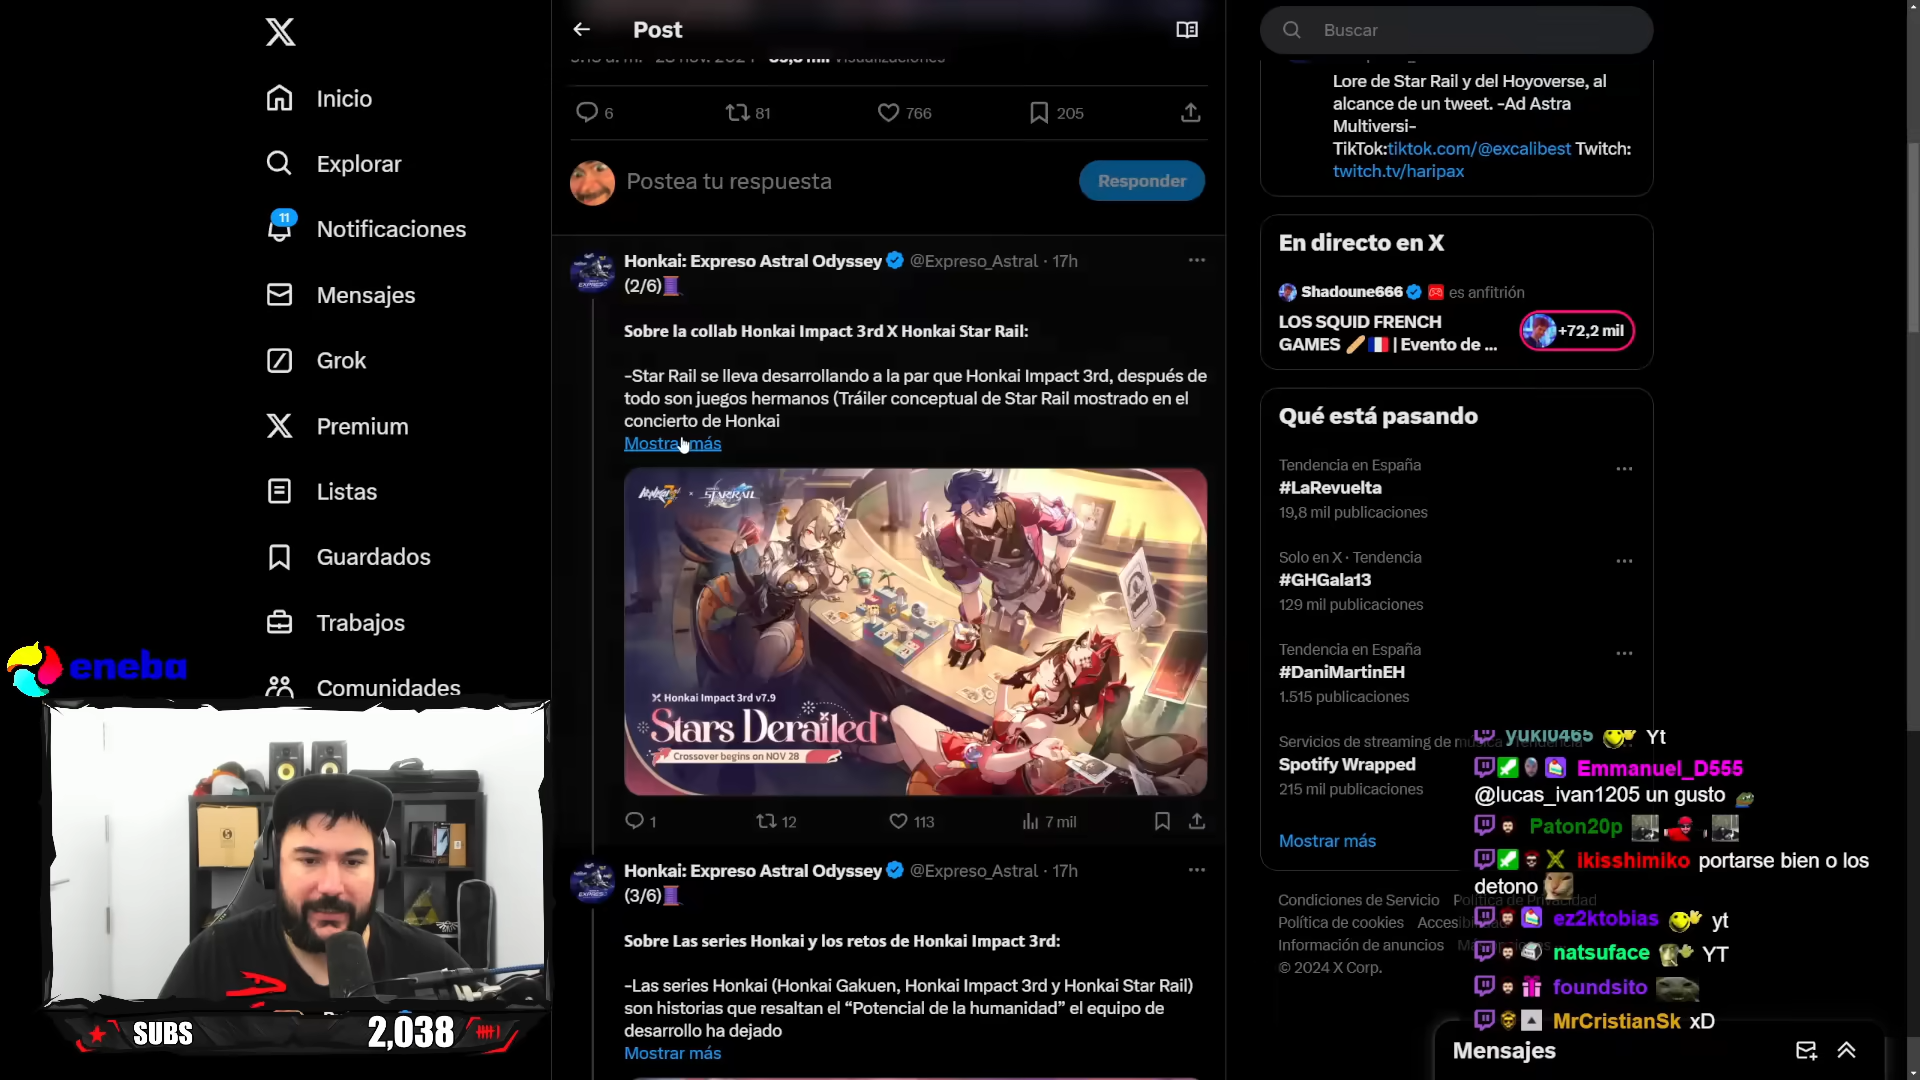 Inicio
Explorar
11
Notificaciones
Mensajes
Grok
Premium
Listas
Guardados
Trabajos
Comunidades
eneba
SUBS
2,038
Post
6
81
766
205
Postea tu respuesta
Responder
Honkai: Expreso Astral Odyssey @Expreso_Astral · 17h
(2/6)
Sobre la collab Honkai Impact 3rd X Honkai Star Rail:
-Star Rail se lleva desarrollando a la par que Honkai Impact 3rd, después de
todo son juegos hermanos (Tráiler conceptual de Star Rail mostrado en el
concierto de Honkai
Mostrar más
STAR RAIL
Honkai Impact 3rd v7.9
Stars Derailed
Crossover begins on NOV 28
1
12
113
7 mil
Honkai: Expreso Astral Odyssey @Expreso_Astral · 17h
(3/6)
Sobre Las series Honkai y los retos de Honkai Impact 3rd:
-Las series Honkai (Honkai Gakuen, Honkai Impact 3rd y Honkai Star Rail)
son historias que resaltan el “Potencial de la humanidad” el equipo de
desarrollo ha dejado
Mostrar más
Buscar
Lore de Star Rail y del Hoyoverse, al
alcance de un tweet. -Ad Astra
Multiversi-
TikTok:tiktok.com/@excalibest Twitch:
twitch.tv/haripax
En directo en X
Shadoune666 es anfitrión
LOS SQUID FRENCH
GAMES | Evento de ...
+72,2 mil
Qué está pasando
Tendencia en España
#LaRevuelta
19,8 mil publicaciones
Solo en X · Tendencia
#GHGala13
129 mil publicaciones
Tendencia en España
#DaniMartinEH
1.515 publicaciones
Servicios de streaming de música · Tendencia
Spotify Wrapped
215 mil publicaciones
Mostrar más
Condiciones de Servicio Política de Privacidad
Política de cookies
Información de anuncios
© 2024 X Corp.
yuki0465 Yt
Emmanuel_D555
@lucas_ivan1205 un gusto
Paton20p
ikisshimiko portarse bien o los
detono
ez2ktobias yt
natsuface YT
foundsito
MrCristianSk xD
Mensajes